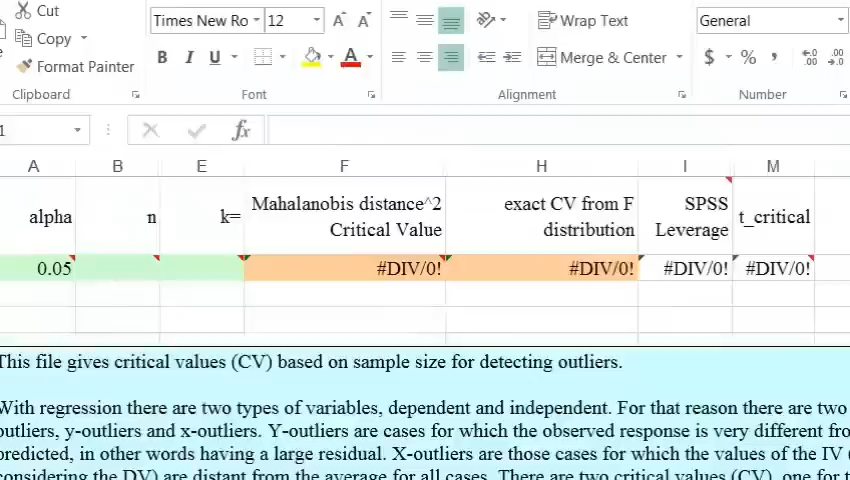 Cut
Copy
Format Painter
Clipboard
Times New Ro
12
A A
B I U A
Font
Wrap Text
Merge & Center
Alignment
General
$ % ,
←.0 .00
.00 →.0
Number
1
fx
A B E F H I M
alpha
n
k=
Mahalanobis distance^2
Critical Value
exact CV from F
distribution
SPSS
Leverage
t_critical
0.05
#DIV/0!
#DIV/0!
#DIV/0!
#DIV/0!
This file gives critical values (CV) based on sample size for detecting outliers.
With regression there are two types of variables, dependent and independent. For that reason there are two
outliers, y-outliers and x-outliers. Y-outliers are cases for which the observed response is very different fro
predicted, in other words having a large residual. X-outliers are those cases for which the values of the IV (
considering the DV) are distant from the average for all cases. There are two critical values (CV), one for t